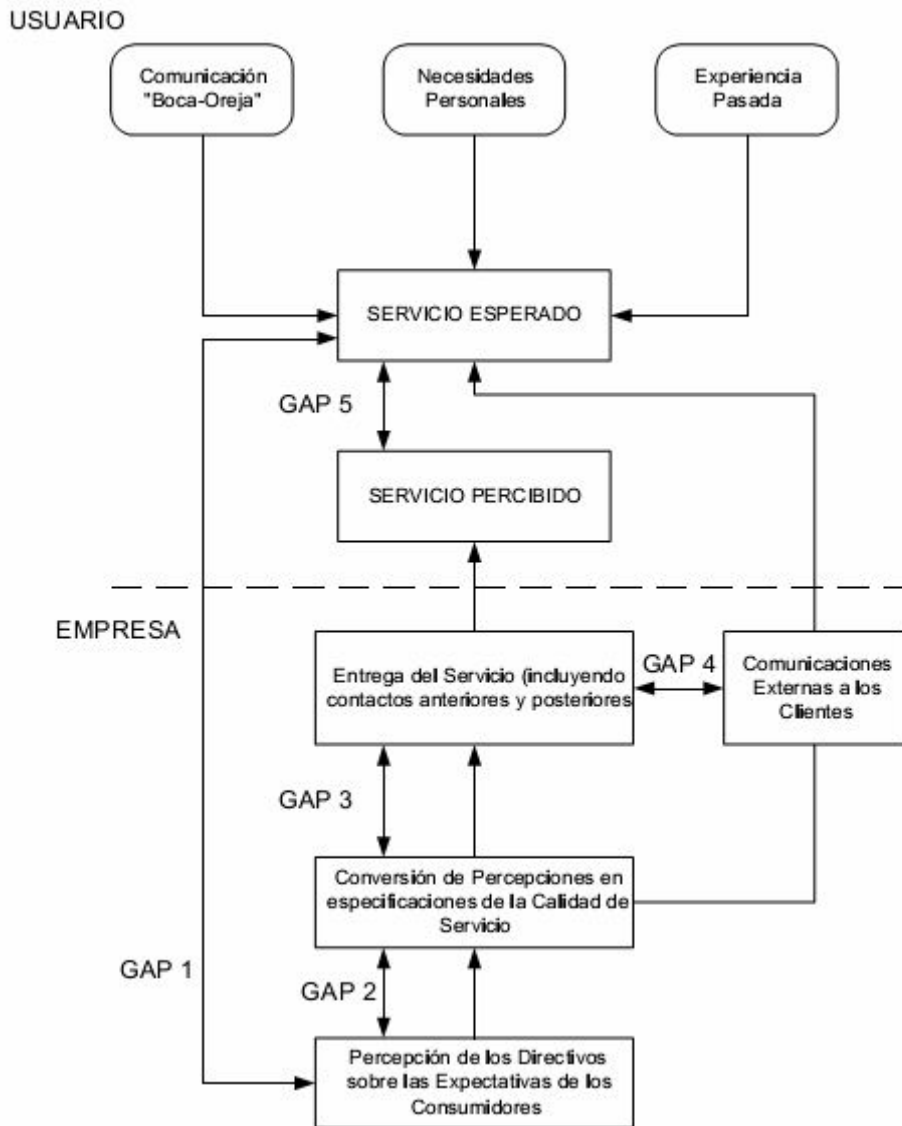 USUARIO
Comunicación
"Boca-Oreja"
Necesidades
Personales
Experiencia
Pasada
SERVICIO ESPERADO
GAP 5
SERVICIO PERCIBIDO
EMPRESA
Entrega del Servicio (incluyendo
contactos anteriores y posteriores
GAP 4
Comunicaciones
Externas a los
Clientes
GAP 3
Conversión de Percepciones en
especificaciones de la Calidad de
Servicio
GAP 1
GAP 2
Percepción de los Directivos
sobre las Expectativas de los
Consumidores